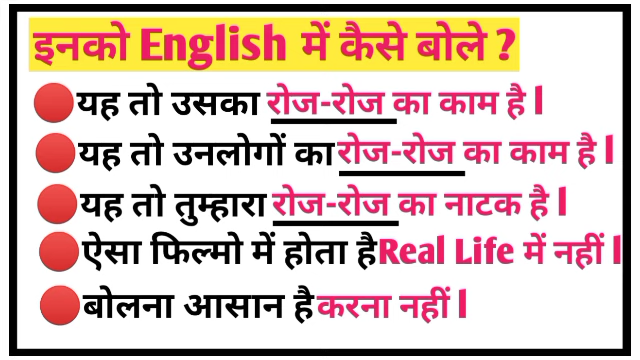 इनको English में कैसे बोले ?
यह तो उसका रोज-रोज का काम है l
यह तो उनलोगों का रोज-रोज का काम है l
यह तो तुम्हारा रोज-रोज का नाटक है l
ऐसा फिल्मो में होता है Real Life में नहीं l
बोलना आसान है करना नहीं l